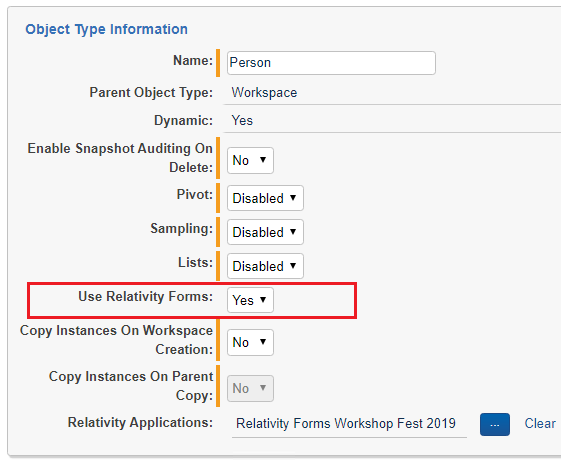 Object Type Information
Name: Person
Parent Object Type: Workspace
Dynamic: Yes
Enable Snapshot Auditing On
Delete: No
Pivot: Disabled
Sampling: Disabled
Lists: Disabled
Use Relativity Forms: Yes
Copy Instances On Workspace
Creation: No
Copy Instances On Parent
Copy: No
Relativity Applications: Relativity Forms Workshop Fest 2019 ... Clear